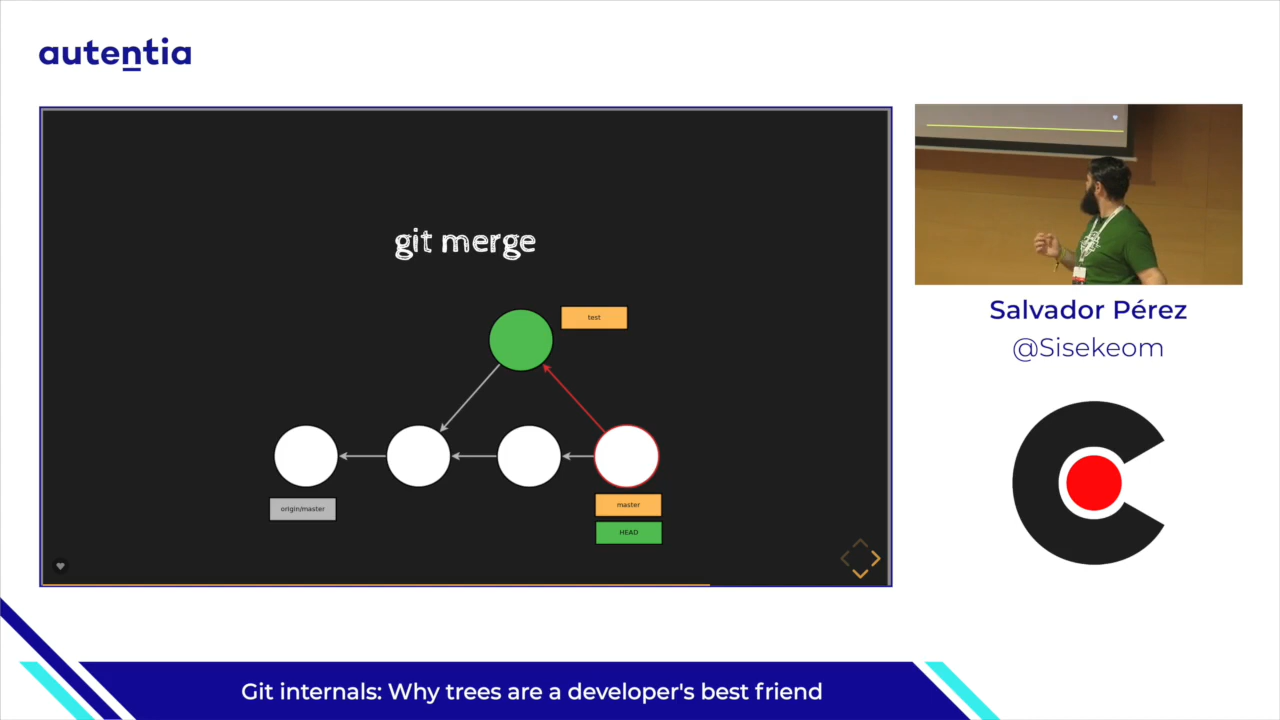 autentia
git merge
test
origin/master
master
HEAD
Salvador Pérez
@Sisekeom
Git internals: Why trees are a developer's best friend